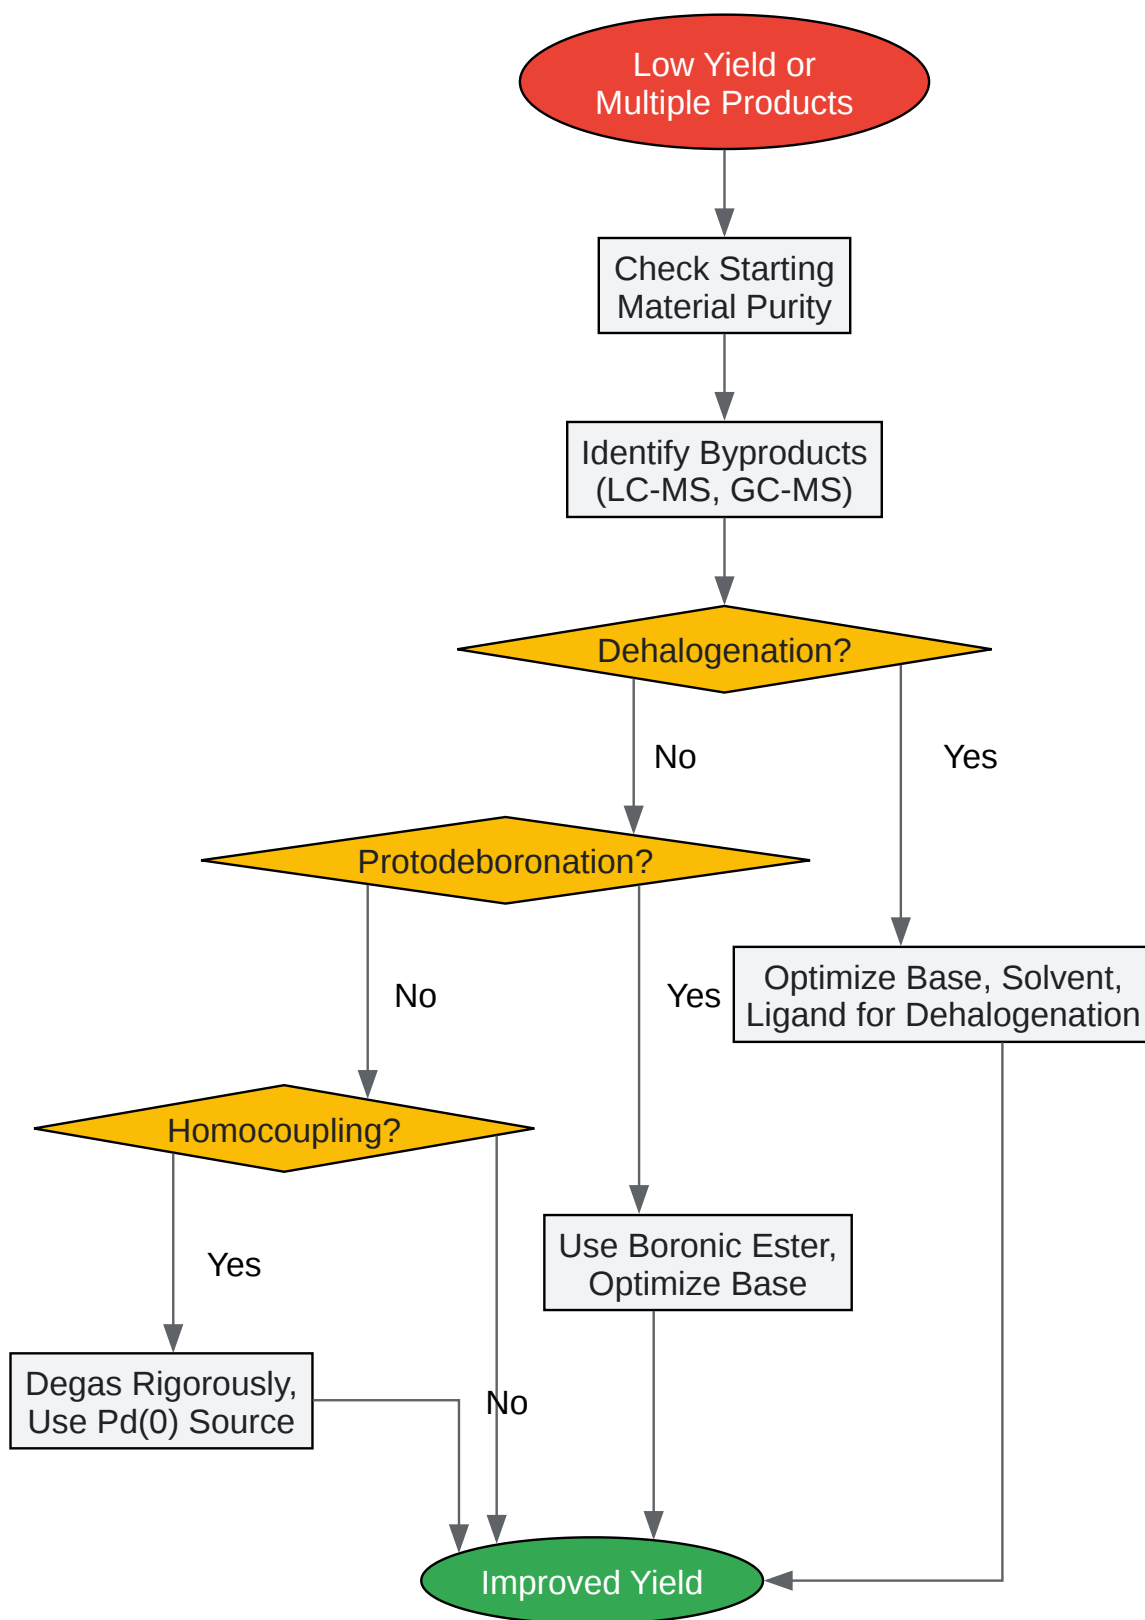 Low Yield or
Multiple Products
Check Starting
Material Purity
Identify Byproducts
(LC-MS, GC-MS)
Dehalogenation?
No
Yes
Protodeboronation?
No
Yes
Optimize Base, Solvent,
Ligand for Dehalogenation
Homocoupling?
Yes
Use Boronic Ester,
Optimize Base
Degas Rigorously,
Use Pd(0) Source
No
Improved Yield